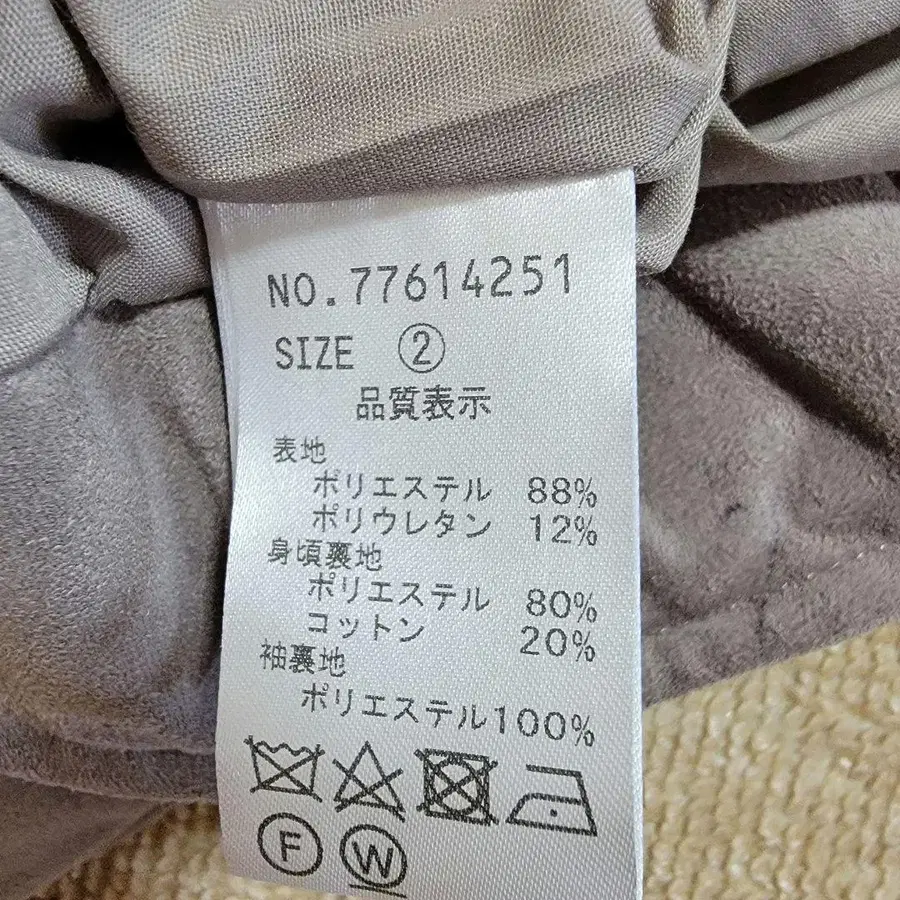 NO.77614251
SIZE ②
品質表示
表地
ポリエステル 88%
ポリウレタン 12%
身頃裏地
ポリエステル 80%
コットン 20%
袖裏地
ポリエステル100%
F W